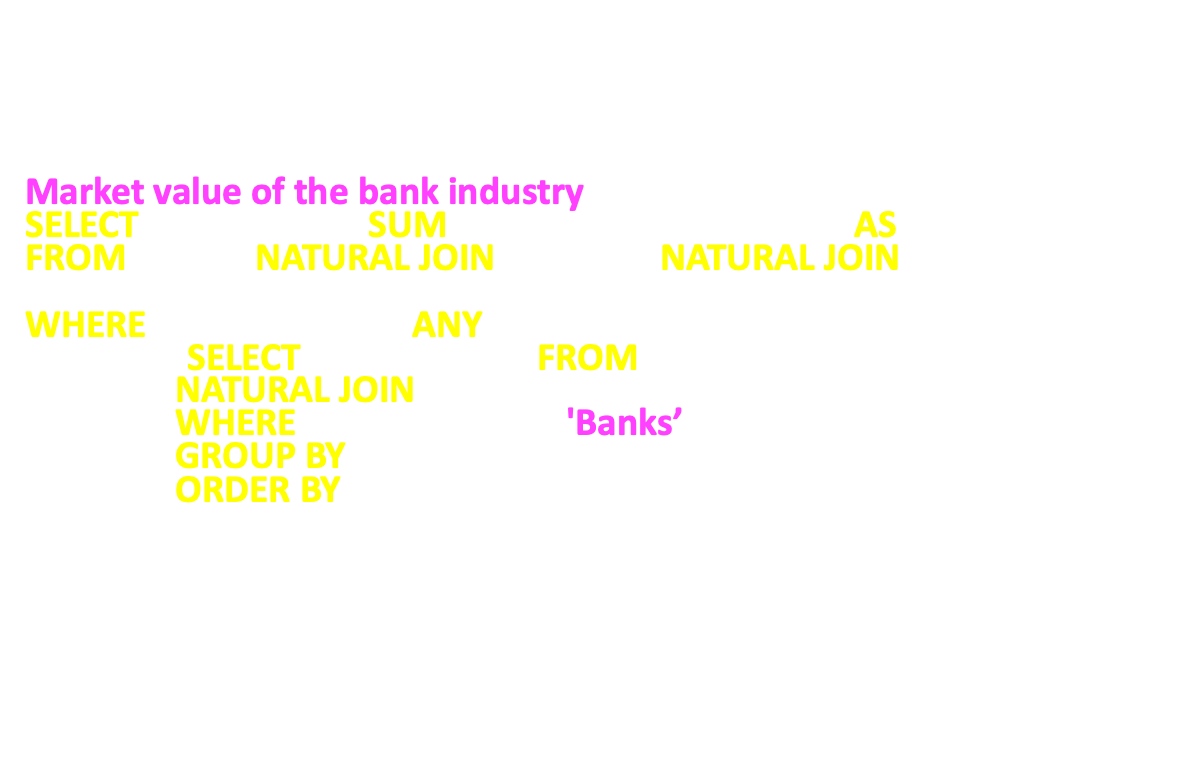 Market value of the bank industry
SELECT SUM AS
FROM NATURAL JOIN NATURAL JOIN
WHERE ANY
SELECT FROM
NATURAL JOIN
WHERE 'Banks’
GROUP BY
ORDER BY